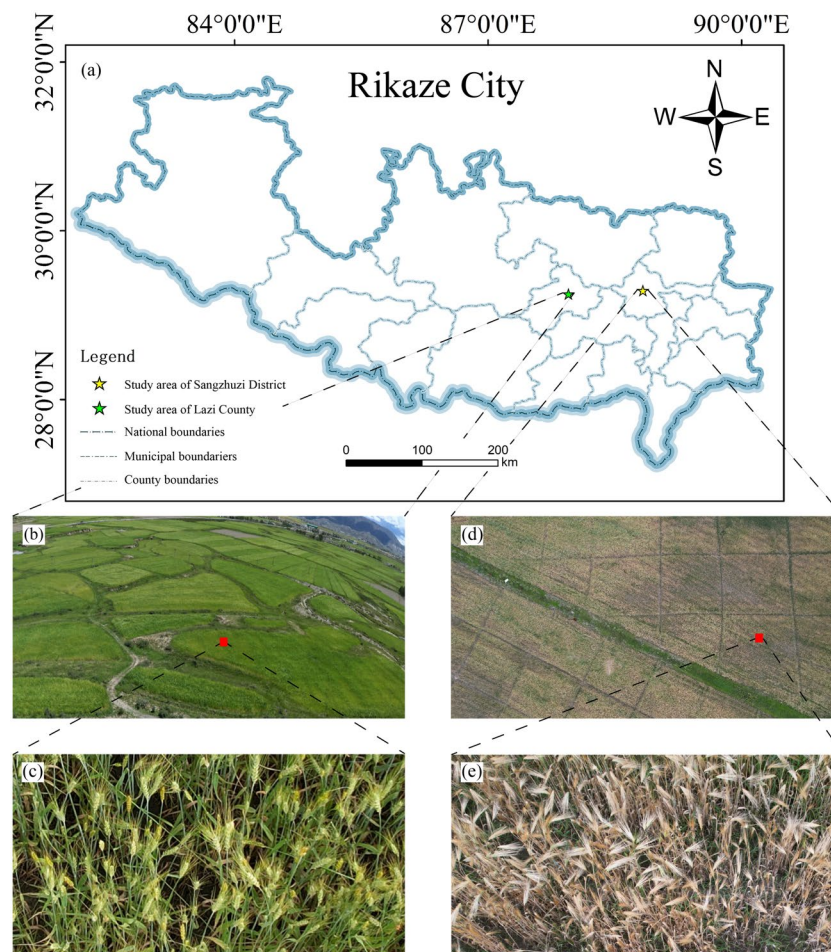 84°0'0"E 87°0'0"E 90°0'0"E
32°0'0"N
30°0'0"N
28°0'0"N
(a)
Rikaze City
N
W E
S
Legend
Study area of Sangzhuzi District
Study area of Lazi County
National boundaries
Municipal boundariers
County boundaries
0 100 200
km
(b)
(d)
(c)
(e)